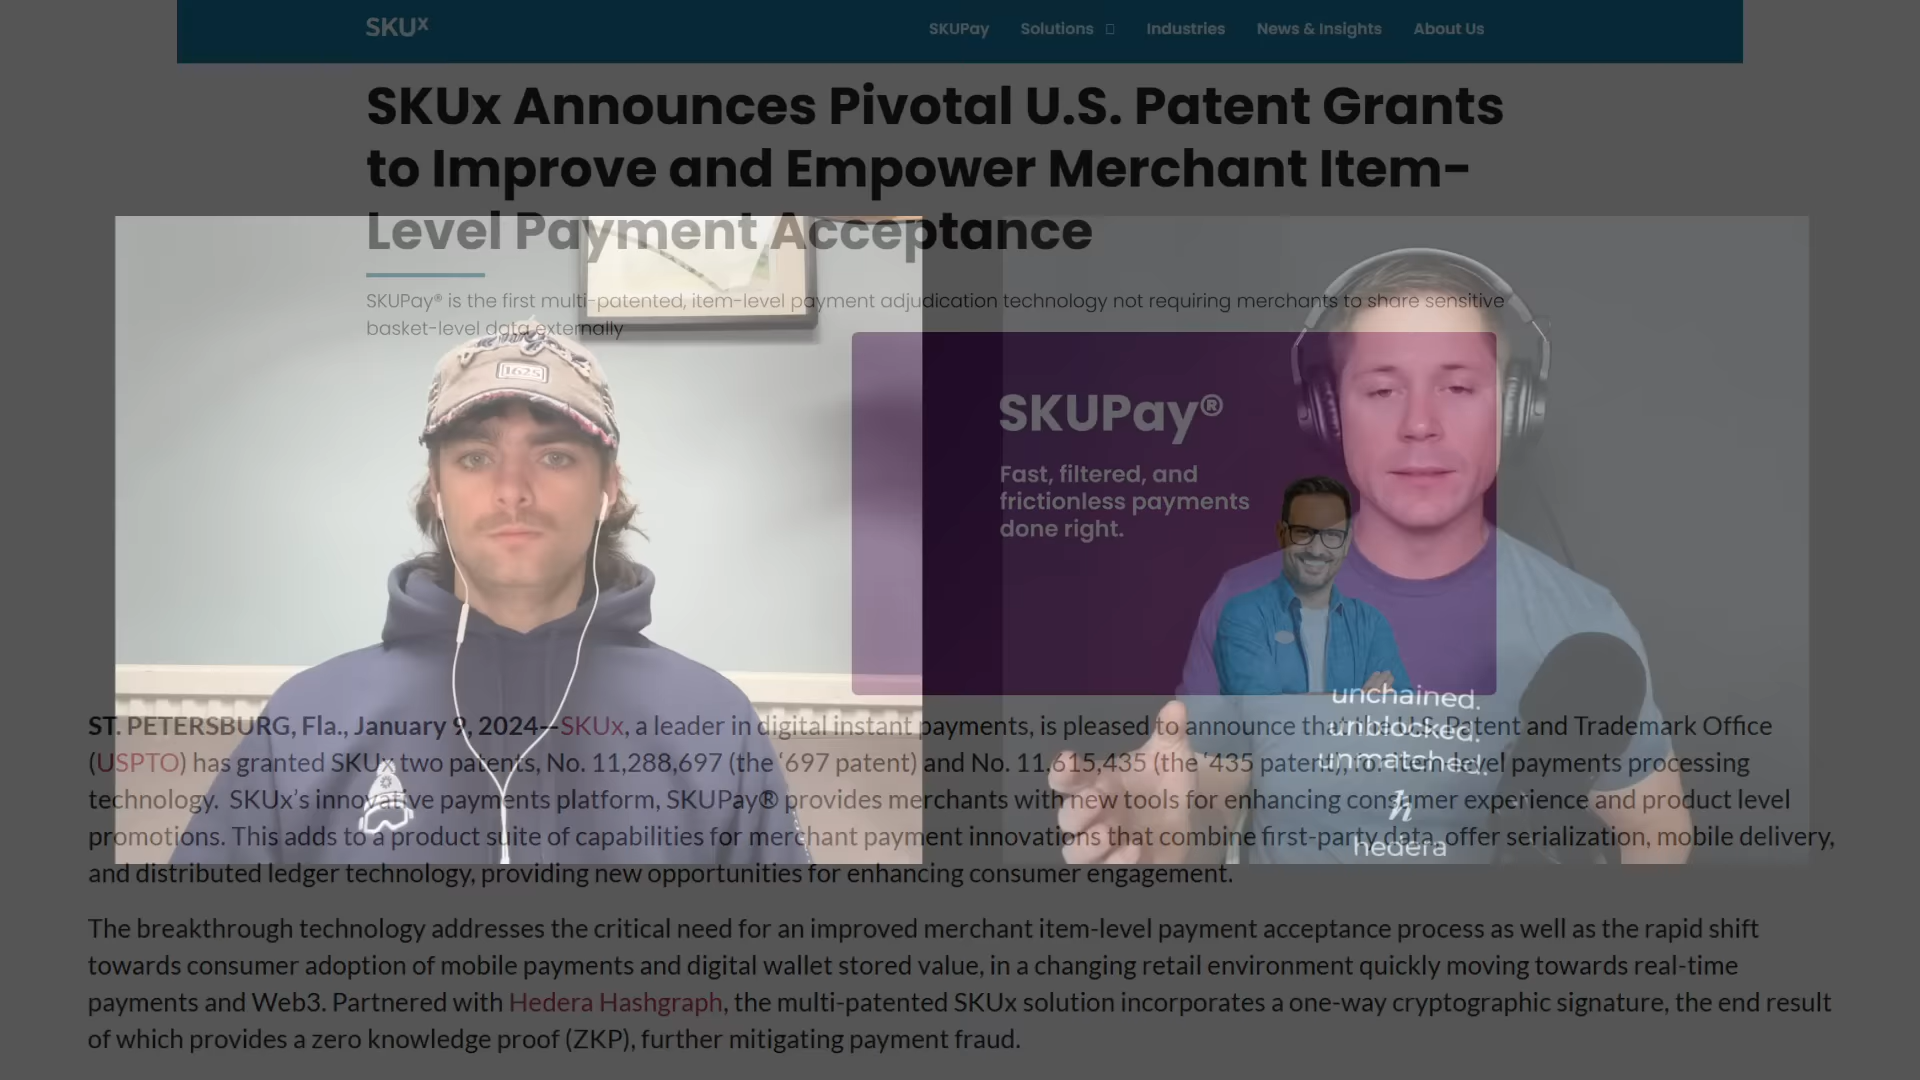 SKUx
SKUPay Solutions Industries News & Insights About Us
SKUx Announces Pivotal U.S. Patent Grants
to Improve and Empower Merchant Item-
Level Payment Acceptance
SKUPay® is the first multi-patented, item-level payment adjudication technology not requiring merchants to share sensitive
basket-level data externally
1625
SKUPay®
Fast, filtered, and
frictionless payments
done right.
unchained.
unblocked.
unmatched.
h
hedera
ST. PETERSBURG, Fla., January 9, 2024—SKUx, a leader in digital instant payments, is pleased to announce that the U.S. Patent and Trademark Office
(USPTO) has granted SKUx two patents, No. 11,288,697 (the ‘697 patent) and No. 11,615,435 (the ‘435 patent), for item-level payments processing
technology. SKUx’s innovative payments platform, SKUPay® provides merchants with new tools for enhancing consumer experience and product level
promotions. This adds to a product suite of capabilities for merchant payment innovations that combine first-party data, offer serialization, mobile delivery,
and distributed ledger technology, providing new opportunities for enhancing consumer engagement.
The breakthrough technology addresses the critical need for an improved merchant item-level payment acceptance process as well as the rapid shift
towards consumer adoption of mobile payments and digital wallet stored value, in a changing retail environment quickly moving towards real-time
payments and Web3. Partnered with Hedera Hashgraph, the multi-patented SKUx solution incorporates a one-way cryptographic signature, the end result
of which provides a zero knowledge proof (ZKP), further mitigating payment fraud.